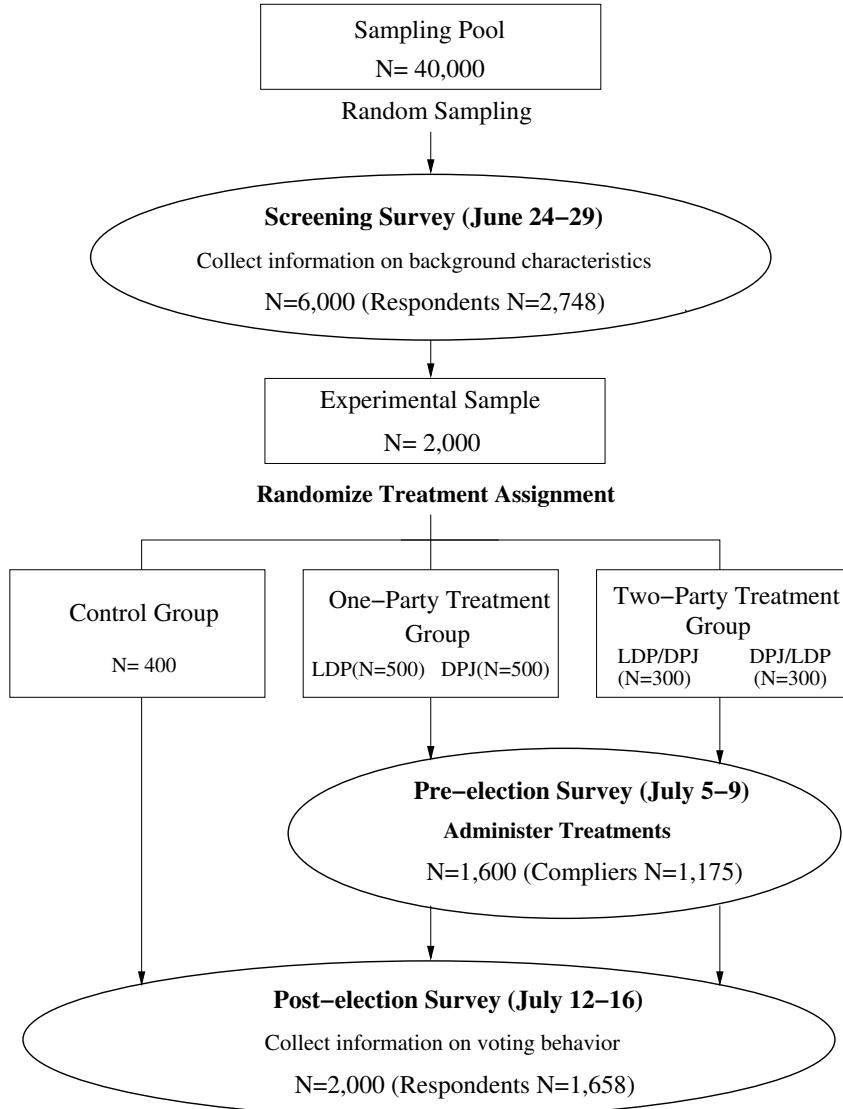 Sampling Pool
N= 40,000
Random Sampling
Screening Survey (June 24–29)
Collect information on background characteristics
N=6,000 (Respondents N=2,748)
Experimental Sample
N= 2,000
Randomize Treatment Assignment
Control Group
N= 400
One–Party Treatment
Group
LDP(N=500) DPJ(N=500)
Two–Party Treatment
Group
LDP/DPJ DPJ/LDP
(N=300) (N=300)
Pre–election Survey (July 5–9)
Administer Treatments
N=1,600 (Compliers N=1,175)
Post–election Survey (July 12–16)
Collect information on voting behavior
N=2,000 (Respondents N=1,658)